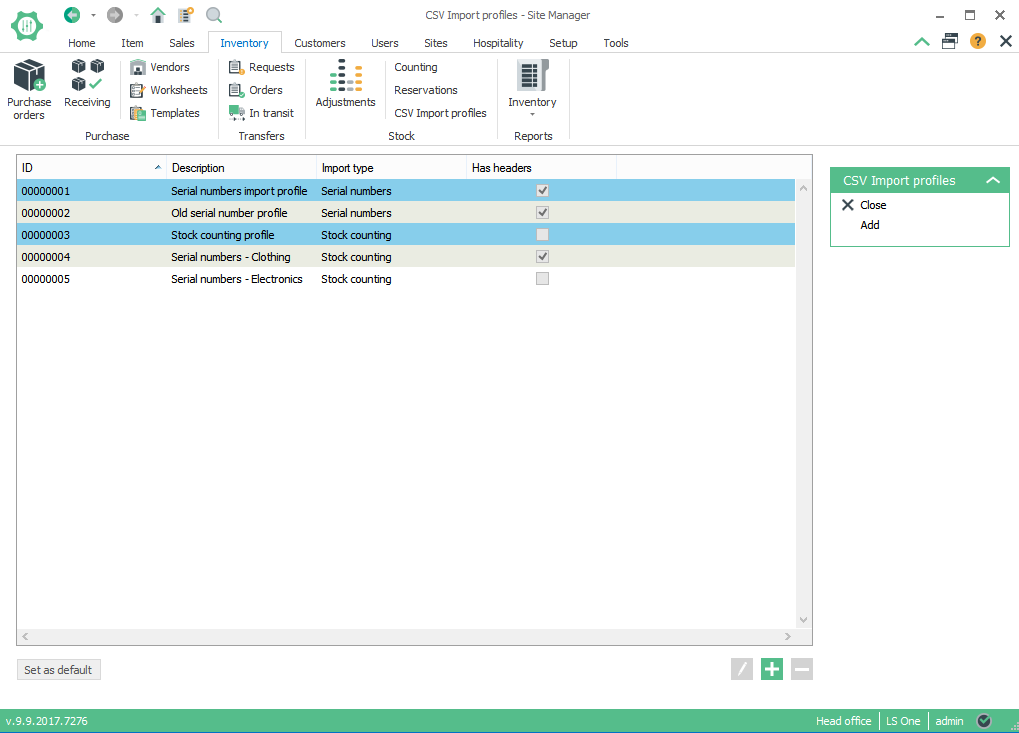 CSV Import profiles - Site Manager
Home Item Sales Inventory Customers Users Sites Hospitality Setup Tools
?
Purchase orders
Receiving
Vendors
Worksheets
Templates
Purchase
Requests
Orders
In transit
Transfers
Adjustments
Counting
Reservations
CSV Import profiles
Stock
Inventory
Reports
ID Description Import type Has headers
00000001 Serial numbers import profile Serial numbers
00000002 Old serial number profile Serial numbers
00000003 Stock counting profile Stock counting
00000004 Serial numbers - Clothing Stock counting
00000005 Serial numbers - Electronics Stock counting
CSV Import profiles
Close
Add
Set as default
v.9.9.2017.7276 Head office LS One admin